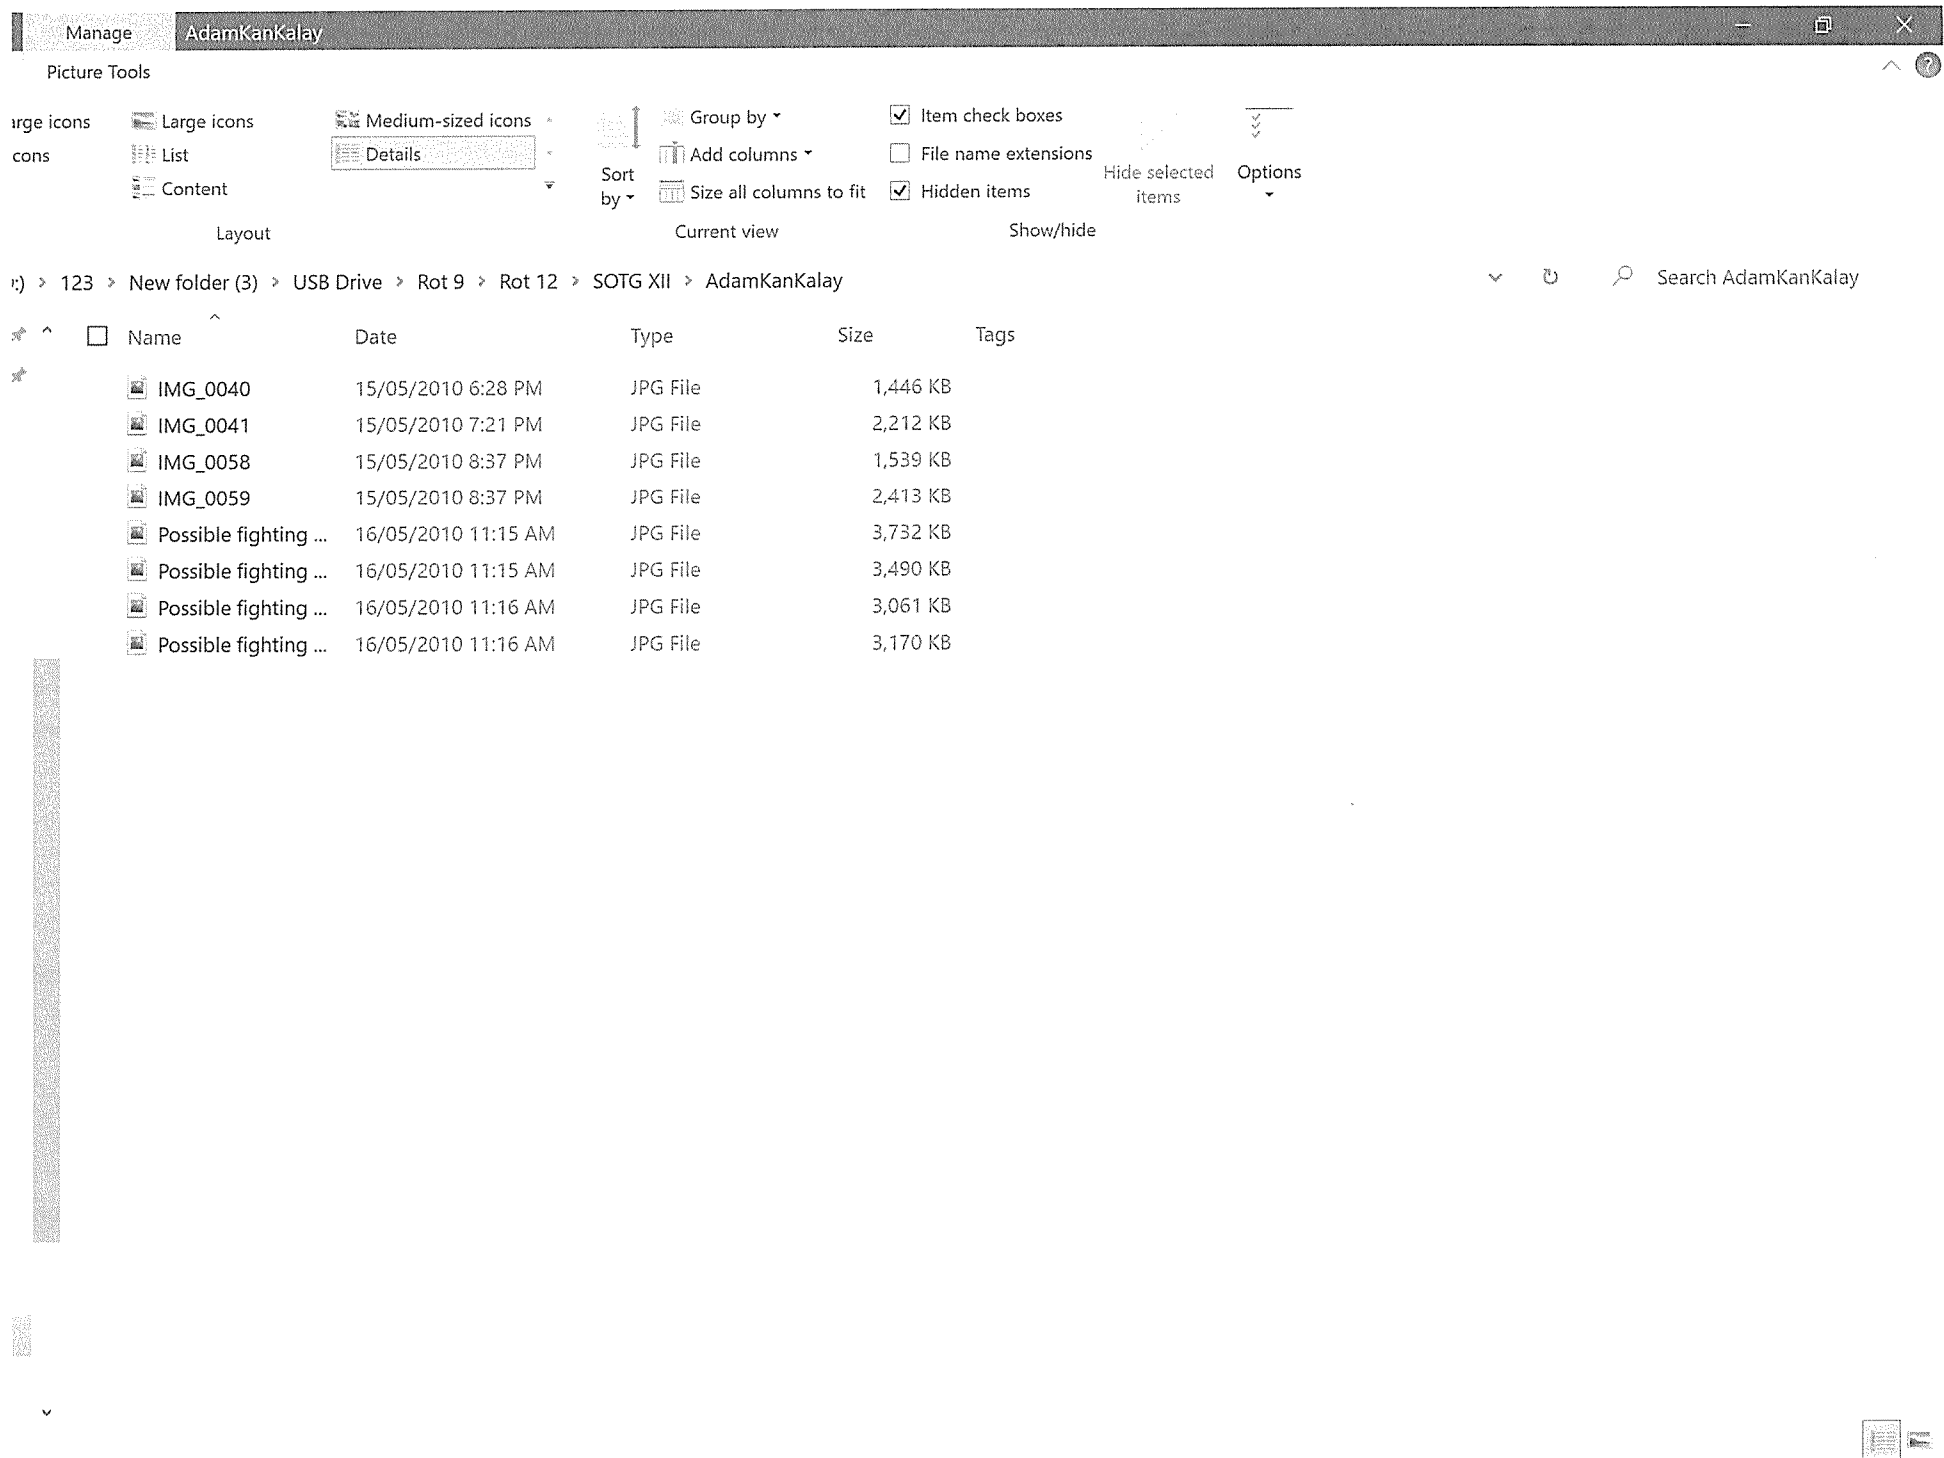 Manage AdamKanKalay
Picture Tools
arge icons Large icons Medium-sized icons Group by Item check boxes
cons List Details Add columns File name extensions
Content Sort by Size all columns to fit Hidden items Hide selected items Options
Layout Current view Show/hide
:) > 123 > New folder (3) > USB Drive > Rot 9 > Rot 12 > SOTG XII > AdamKanKalay Search AdamKanKalay
Name Date Type Size Tags
IMG_0040 15/05/2010 6:28 PM JPG File 1,446 KB
IMG_0041 15/05/2010 7:21 PM JPG File 2,212 KB
IMG_0058 15/05/2010 8:37 PM JPG File 1,539 KB
IMG_0059 15/05/2010 8:37 PM JPG File 2,413 KB
Possible fighting ... 16/05/2010 11:15 AM JPG File 3,732 KB
Possible fighting ... 16/05/2010 11:15 AM JPG File 3,490 KB
Possible fighting ... 16/05/2010 11:16 AM JPG File 3,061 KB
Possible fighting ... 16/05/2010 11:16 AM JPG File 3,170 KB